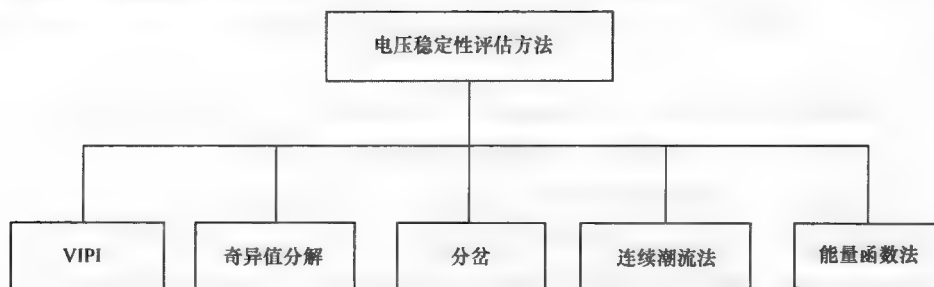 电压稳定性评估方法
VIPI
奇异值分解
分岔
连续潮流法
能量函数法